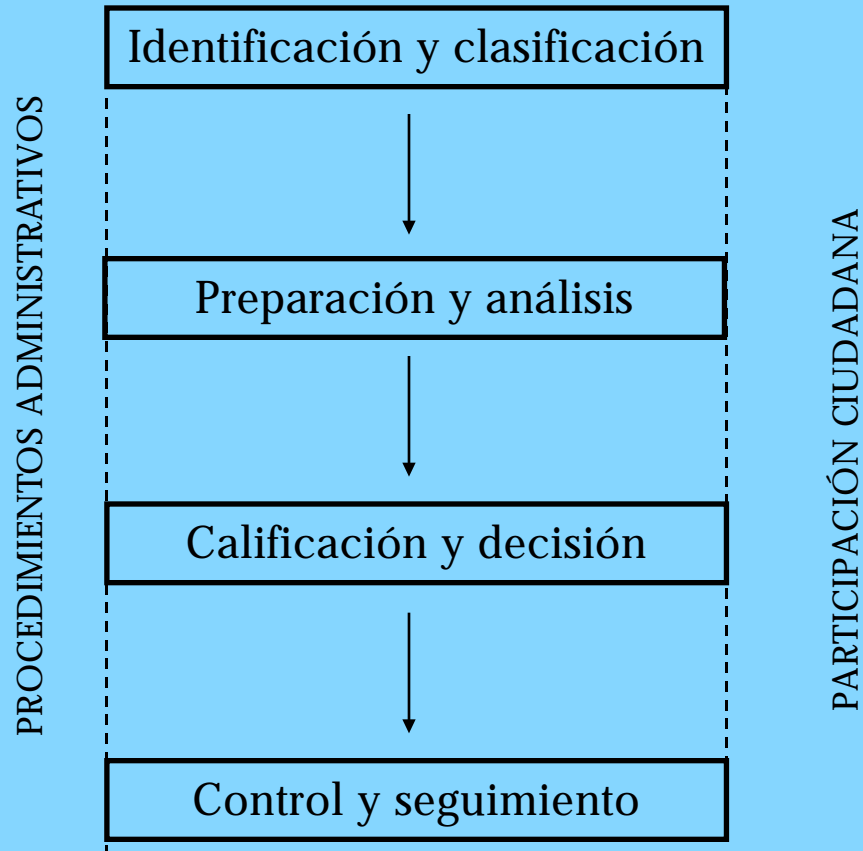 Identificación y clasificación
PROCEDIMIENTOS ADMINISTRATIVOS
Preparación y análisis
PARTICIPACIÓN CIUDADANA
Calificación y decisión
Control y seguimiento